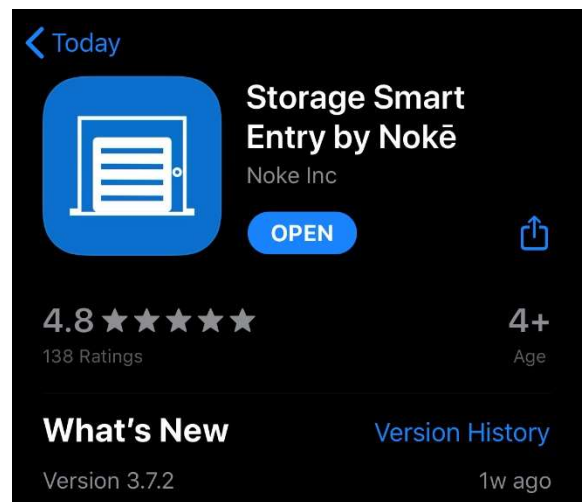 Today
Storage Smart
Entry by Nokē
Noke Inc
OPEN
4.8
4+
138 Ratings
Age
What's New
Version History
Version 3.7.2
1w ago